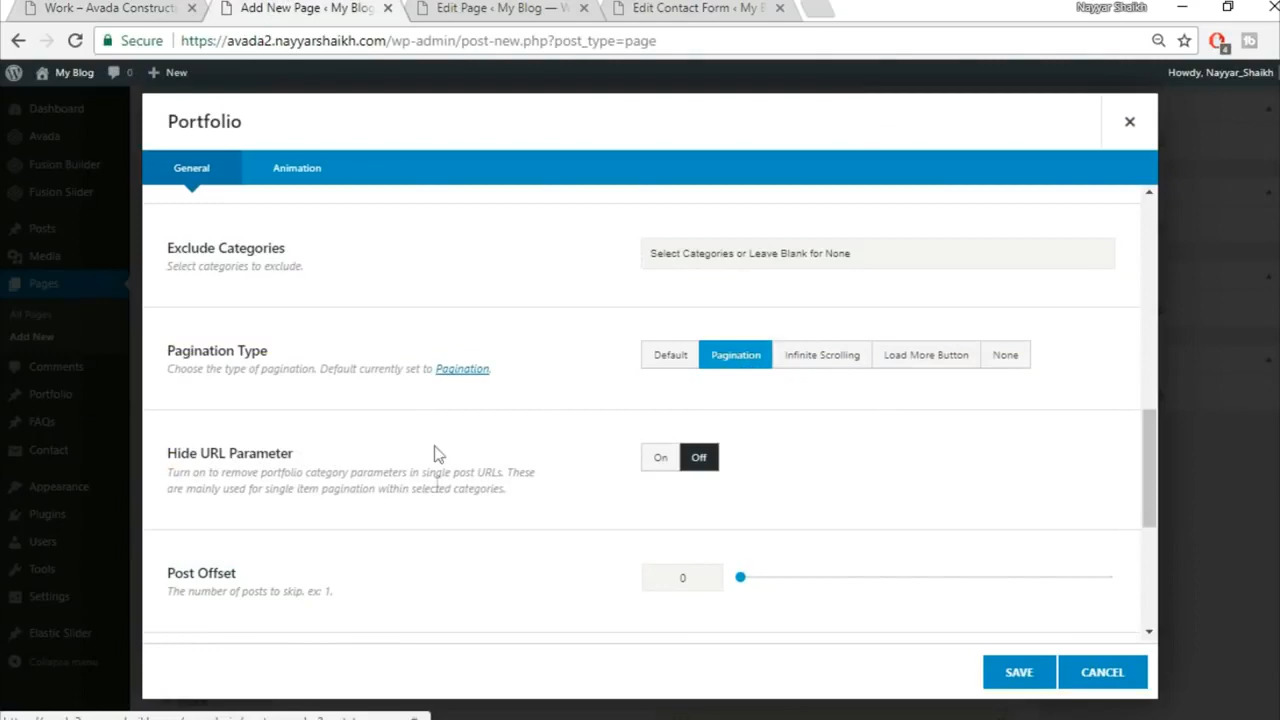 Work – Avada Constructi
Add New Page ‹ My Blog
Edit Page ‹ My Blog — W
Edit Contact Form ‹ My B
Nayyar Shaikh
Secure
https://avada2.nayyarshaikh.com/wp-admin/post-new.php?post_type=page
4
My Blog
0
New
Howdy, Nayyar_Shaikh
Dashboard
Avada
Fusion Builder
Fusion Slider
Posts
Media
Pages
All Pages
Add New
Comments
Portfolio
FAQs
Contact
Appearance
Plugins
Users
Tools
Settings
Elastic Slider
Collapse menu
Portfolio
General
Animation
Exclude Categories
Select categories to exclude.
Select Categories or Leave Blank for None
Pagination Type
Choose the type of pagination. Default currently set to Pagination.
Default
Pagination
Infinite Scrolling
Load More Button
None
Hide URL Parameter
Turn on to remove portfolio category parameters in single post URLs. These
are mainly used for single item pagination within selected categories.
On
Off
Post Offset
The number of posts to skip. ex: 1.
0
SAVE
CANCEL